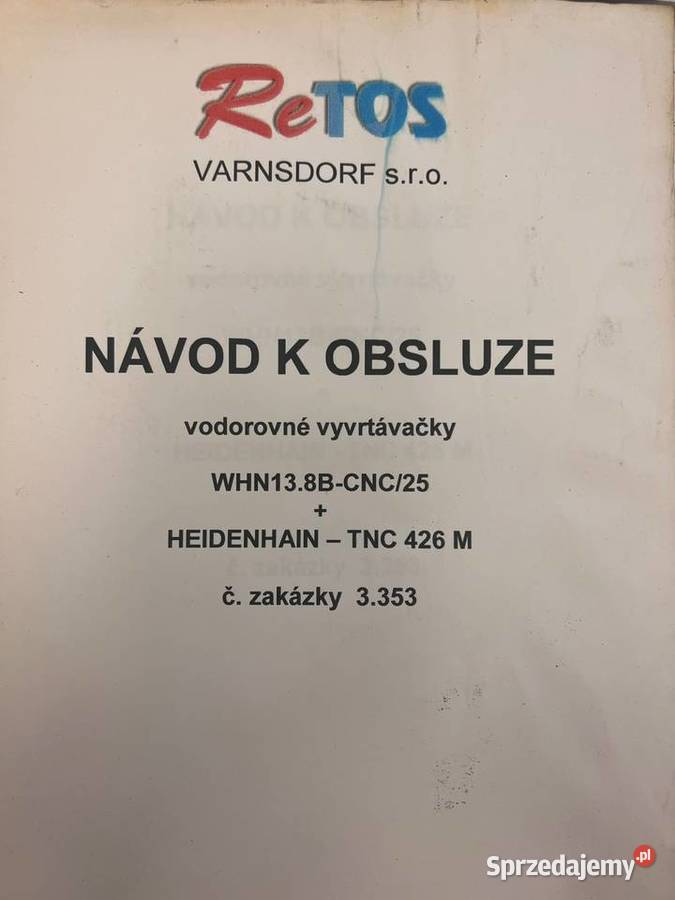 ReTOS
VARNSDORF s.r.o.
NÁVOD K OBSLUZE
vodorovné vyvrtávačky
WHN13.8B-CNC/25
+
HEIDENHAIN – TNC 426 M
č. zakázky 3.353
Sprzedajemy.pl